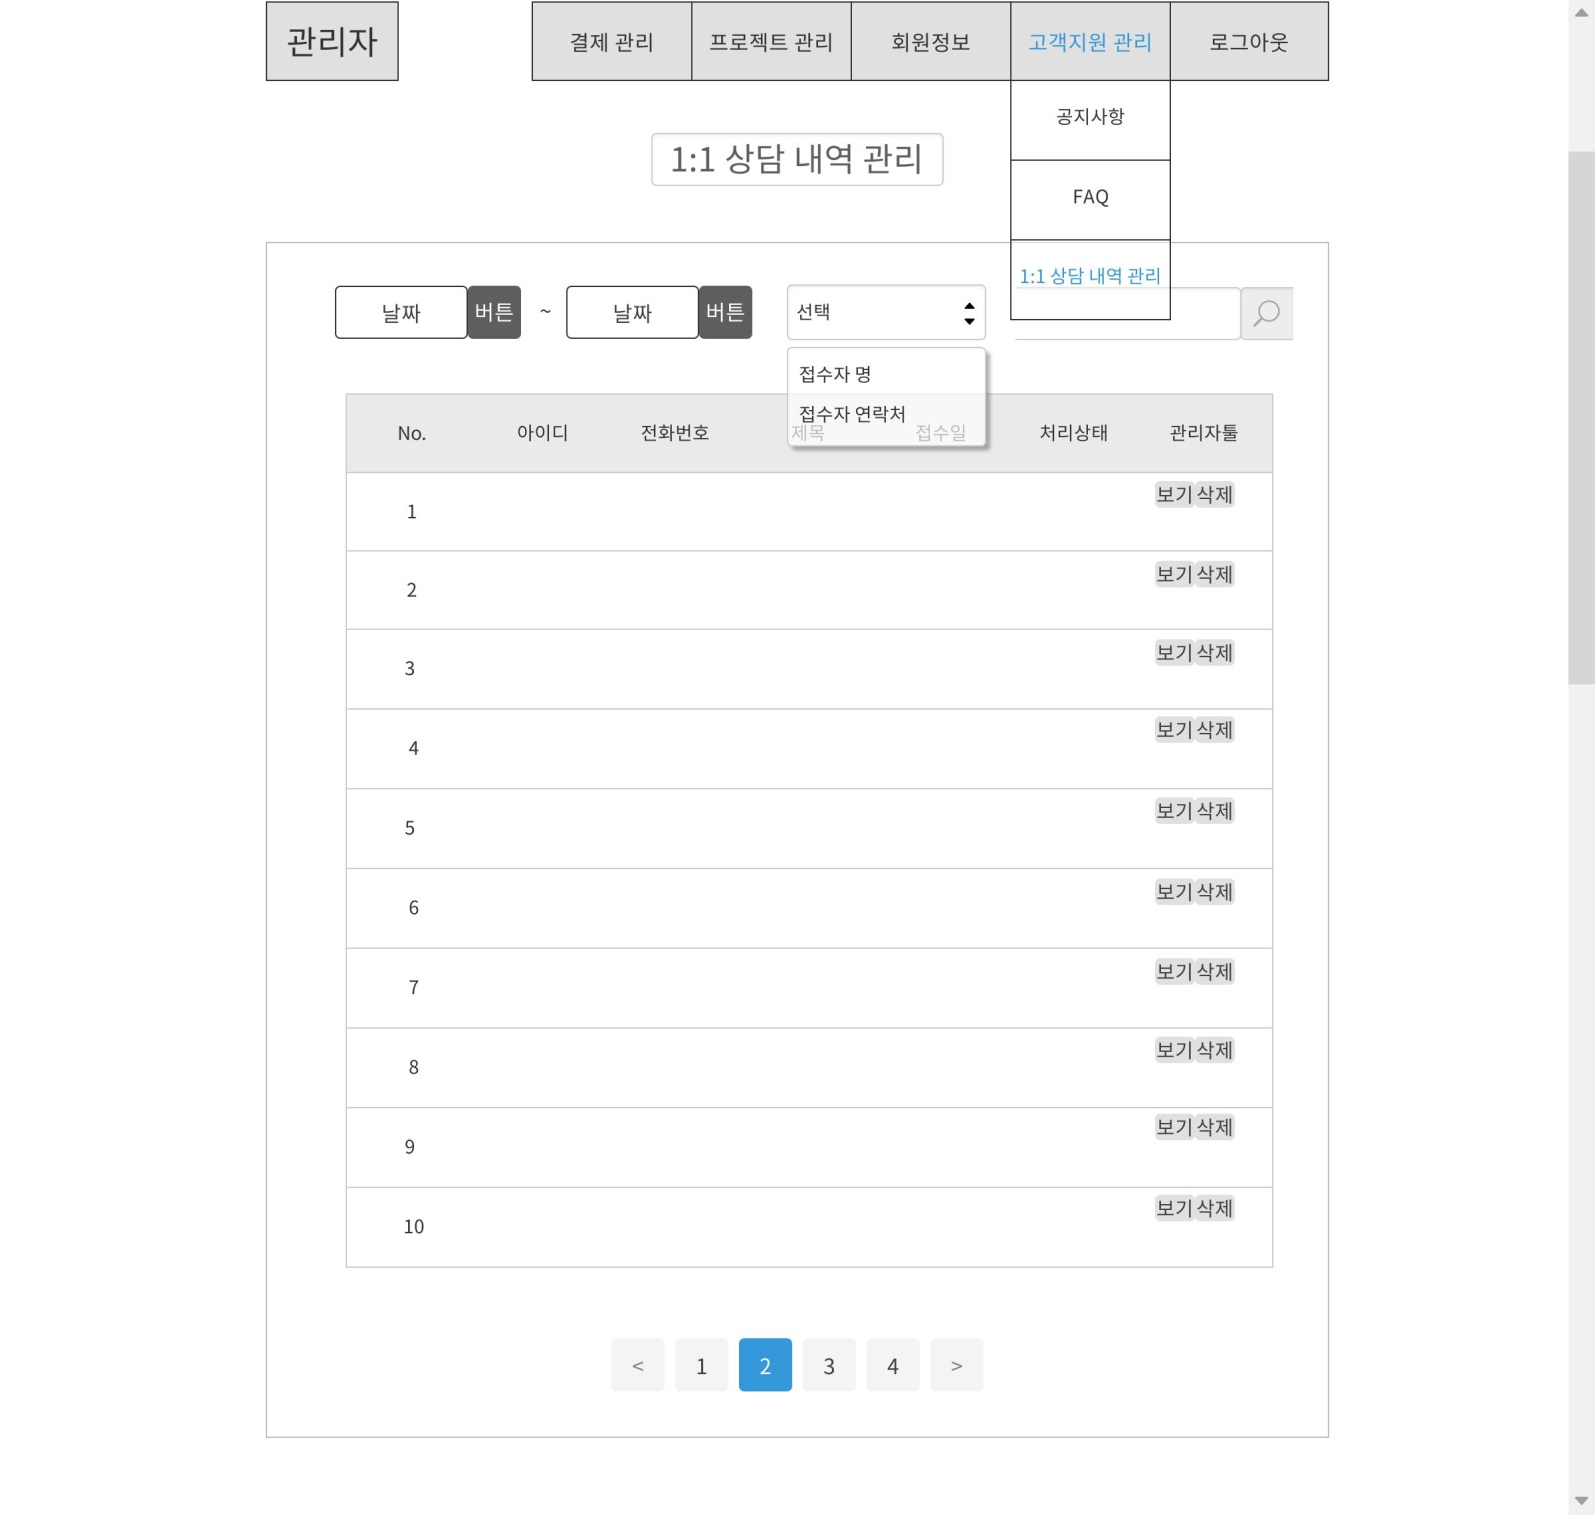 관리자
결제 관리 프로젝트 관리 회원정보 고객지원 관리 로그아웃
공지사항
1:1 상담 내역 관리
FAQ
1:1 상담 내역 관리
날짜 버튼 ~ 날짜 버튼 선택
접수자 명
접수자 연락처
No. 아이디 전화번호 제목 접수일 처리상태 관리자툴
1 보기 삭제
2 보기 삭제
3 보기 삭제
4 보기 삭제
5 보기 삭제
6 보기 삭제
7 보기 삭제
8 보기 삭제
9 보기 삭제
10 보기 삭제
< 1 2 3 4 >